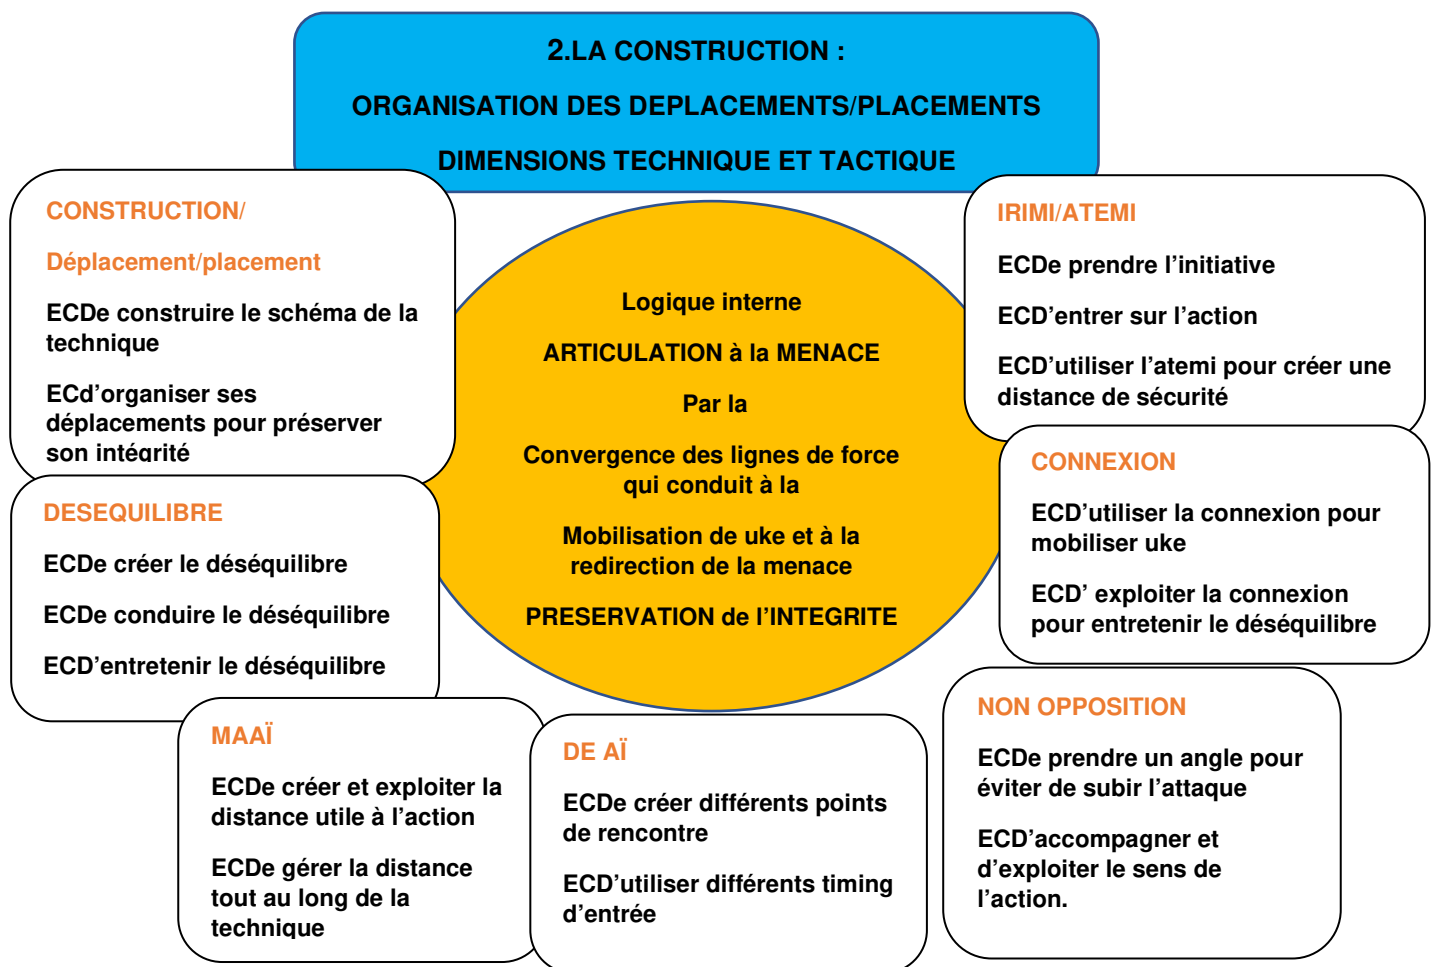 2.LA CONSTRUCTION :
ORGANISATION DES DEPLACEMENTS/PLACEMENTS
DIMENSIONS TECHNIQUE ET TACTIQUE
CONSTRUCTION/
Déplacement/placement
ECDe construire le schéma de la
technique
ECd’organiser ses
déplacements pour préserver
son intégrité
DESEQUILIBRE
ECDe créer le déséquilibre
ECDe conduire le déséquilibre
ECD’entretenir le déséquilibre
MAAÏ
ECDe créer et exploiter la
distance utile à l’action
ECDe gérer la distance
tout au long de la
technique
DE AÏ
ECDe créer différents points
de rencontre
ECD’utiliser différents timing
d’entrée
Logique interne
ARTICULATION à la MENACE
Par la
Convergence des lignes de force
qui conduit à la
Mobilisation de uke et à la
redirection de la menace
PRESERVATION de l’INTEGRITE
IRIMI/ATEMI
ECDe prendre l’initiative
ECD’entrer sur l’action
ECD’utiliser l’atemi pour créer une
distance de sécurité
CONNEXION
ECD’utiliser la connexion pour
mobiliser uke
ECD’ exploiter la connexion
pour entretenir le déséquilibre
NON OPPOSITION
ECDe prendre un angle pour
éviter de subir l’attaque
ECD’accompagner et
d’exploiter le sens de
l’action.